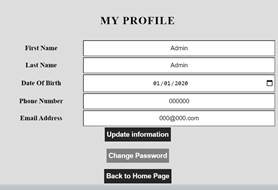 MY PROFILE
First Name Admin
Last Name Admin
Date Of Birth 01/01/2020
Phone Number 000000
Email Address 000@000.com
Update information
Change Password
Back to Home Page